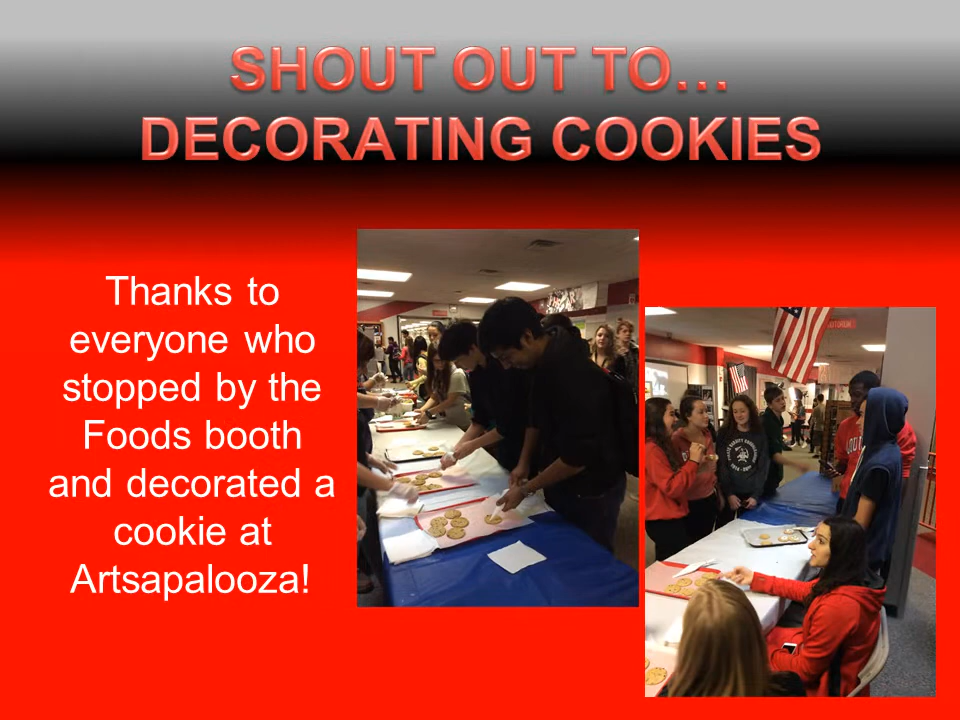 SHOUT OUT TO…
DECORATING COOKIES
Thanks to
everyone who
stopped by the
Foods booth
and decorated a
cookie at
Artsapalooza!